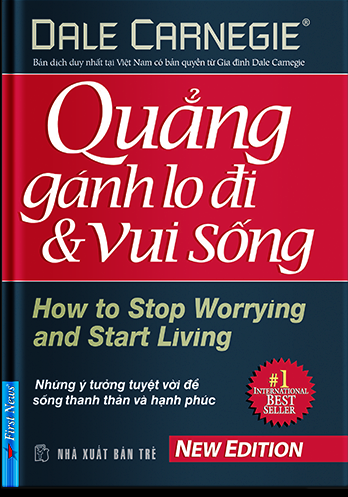 DALE CARNEGIE®
Bản dịch duy nhất tại Việt Nam có bản quyền từ Gia đình Dale Carnegie
Quẳng
gánh lo đi
& vui sống
How to Stop Worrying
and Start Living
Những ý tưởng tuyệt vời để
sống thanh thản và hạnh phúc
#1
INTERNATIONAL
BEST
SELLER
First News
NHÀ XUẤT BẢN TRẺ
NEW EDITION